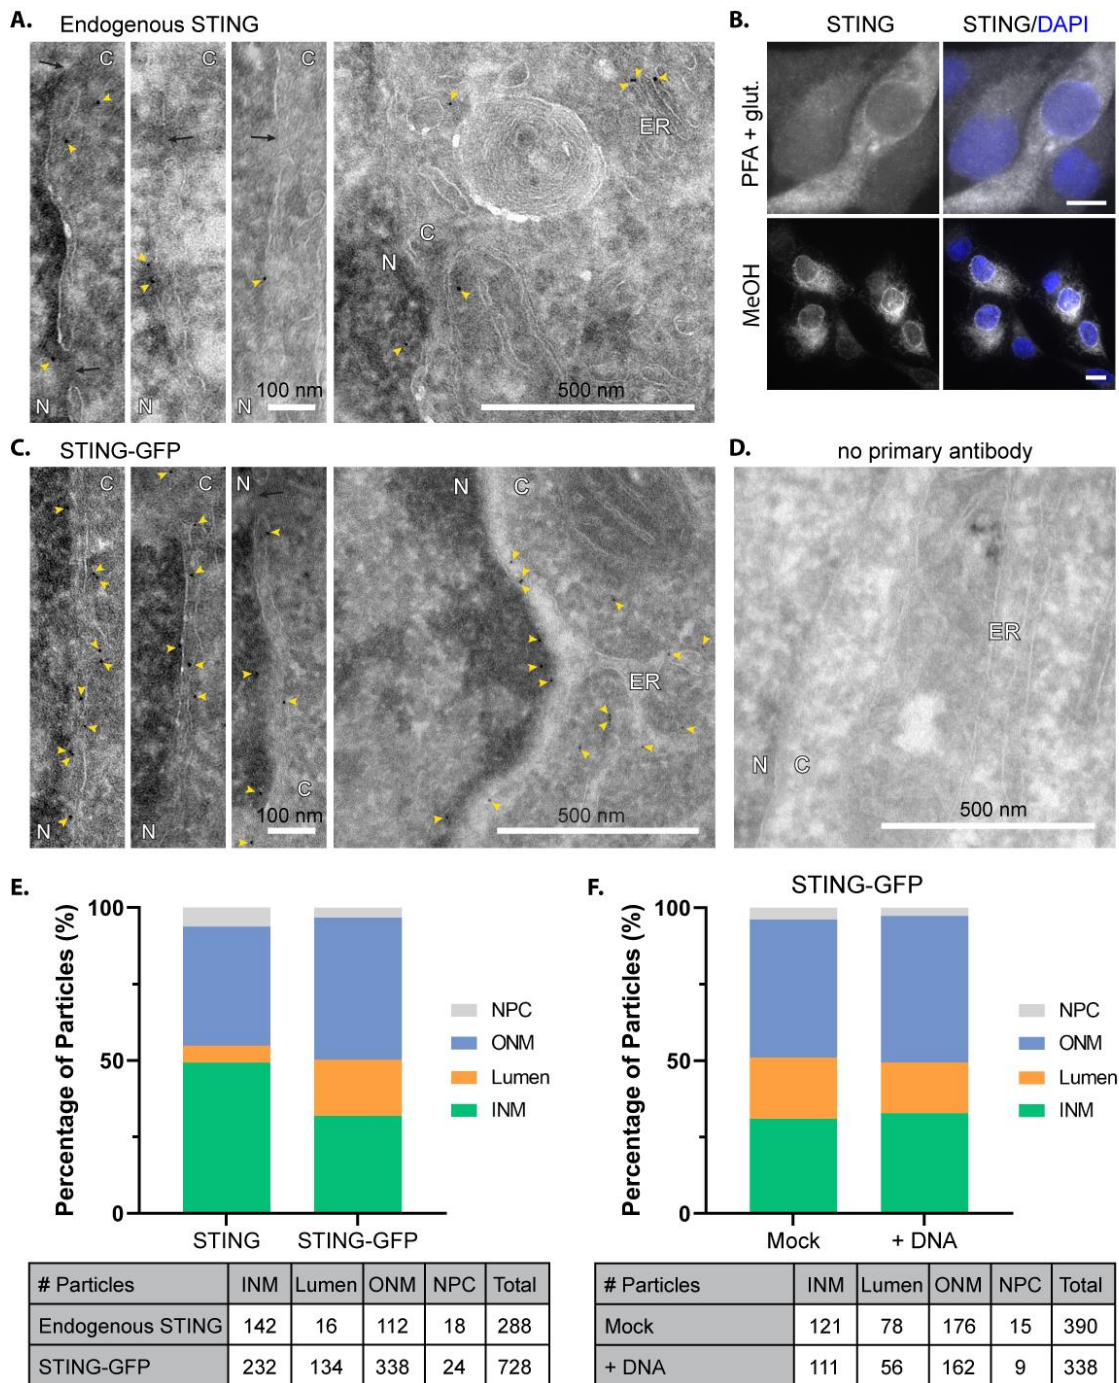 A. Endogenous STING
C
C
C
N
N
N
100 nm
ER
C
N
500 nm
B. STING STING/DAPI
PFA + glut.
MeOH
C. STING-GFP
C
C
N
N
N
C
100 nm
N C
ER
500 nm
D. no primary antibody
ER
N C
500 nm
E.
Percentage of Particles (%)
100
50
0
STING STING-GFP
NPC
ONM
Lumen
INM
# Particles INM Lumen ONM NPC Total
Endogenous STING 142 16 112 18 288
STING-GFP 232 134 338 24 728
F. STING-GFP
Percentage of Particles (%)
100
50
0
Mock + DNA
NPC
ONM
Lumen
INM
# Particles INM Lumen ONM NPC Total
Mock 121 78 176 15 390
+ DNA 111 56 162 9 338